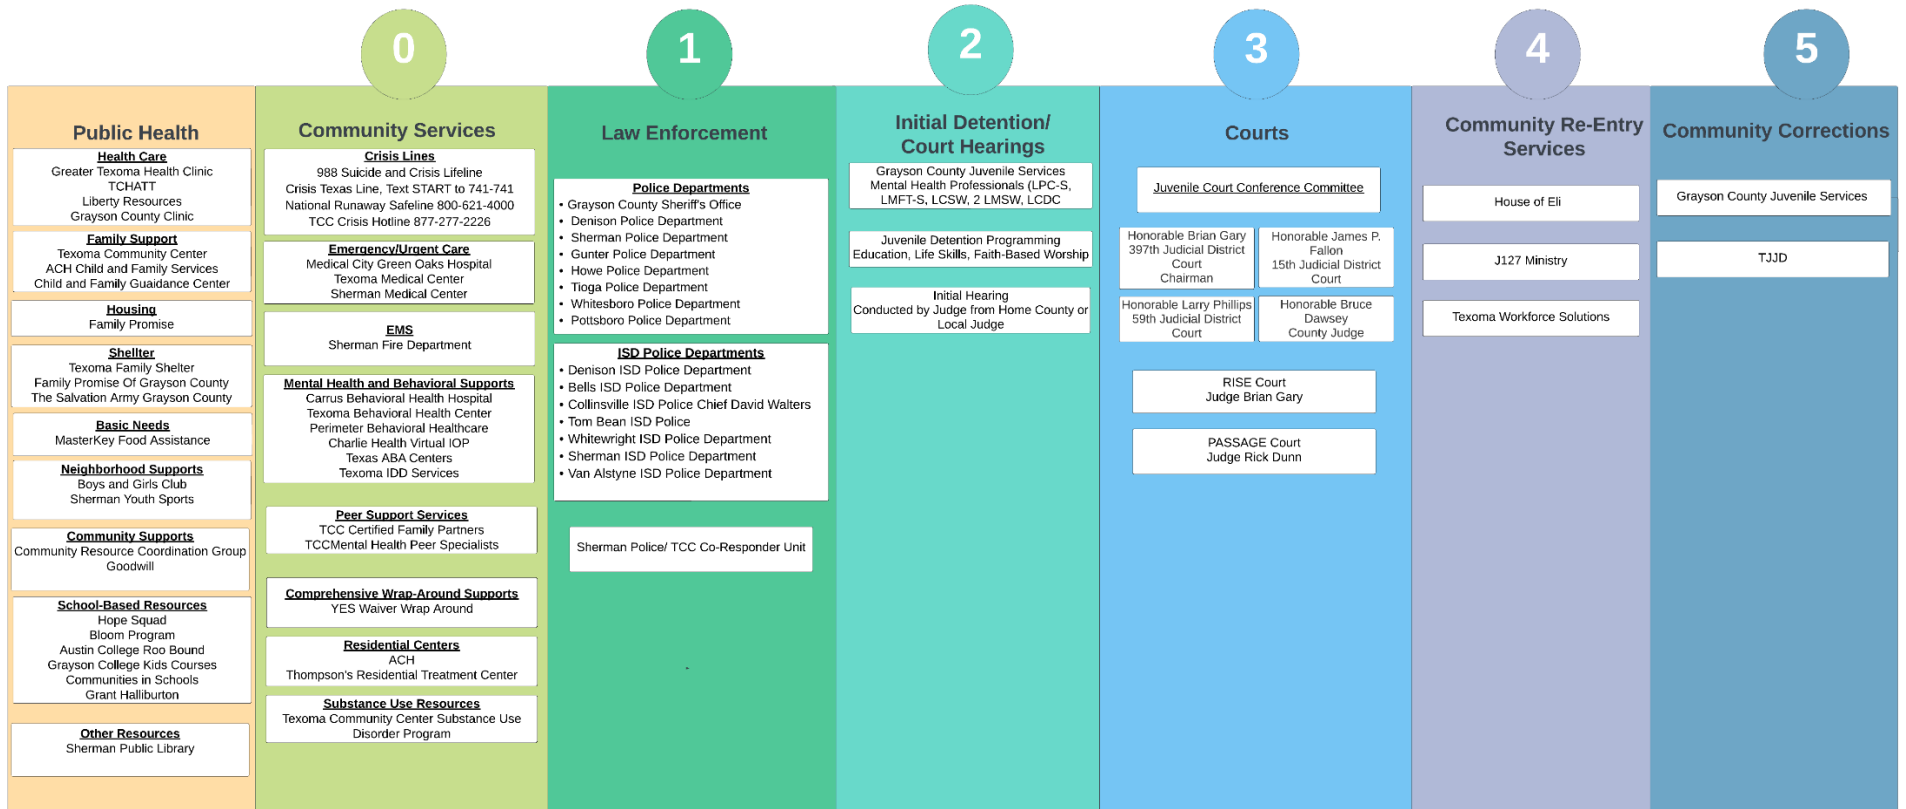 0
1
2
3
4
5
Public Health
Health Care
Greater Texoma Health Clinic
TCHATT
Liberty Resources
Grayson County Clinic
Family Support
Texoma Community Center
ACH Child and Family Services
Child and Family Guaidance Center
Housing
Family Promise
Shellter
Texoma Family Shelter
Family Promise Of Grayson County
The Salvation Army Grayson County
Basic Needs
MasterKey Food Assistance
Neighborhood Supports
Boys and Girls Club
Sherman Youth Sports
Community Supports
Community Resource Coordination Group
Goodwill
School-Based Resources
Hope Squad
Bloom Program
Austin College Roo Bound
Grayson College Kids Courses
Communities in Schools
Grant Halliburton
Other Resources
Sherman Public Library
Community Services
Crisis Lines
988 Suicide and Crisis Lifeline
Crisis Texas Line, Text START to 741-741
National Runaway Safeline 800-621-4000
TCC Crisis Hotline 877-277-2226
Emergency/Urgent Care
Medical City Green Oaks Hospital
Texoma Medical Center
Sherman Medical Center
EMS
Sherman Fire Department
Mental Health and Behavioral Supports
Carrus Behavioral Health Hospital
Texoma Behavioral Health Center
Perimeter Behavioral Healthcare
Charlie Health Virtual IOP
Texas ABA Centers
Texoma IDD Services
Peer Support Services
TCC Certified Family Partners
TCCMental Health Peer Specialists
Comprehensive Wrap-Around Supports
YES Waiver Wrap Around
Residential Centers
ACH
Thompson's Residential Treatment Center
Substance Use Resources
Texoma Community Center Substance Use
Disorder Program
Law Enforcement
Police Departments
• Grayson County Sheriff's Office
• Denison Police Department
• Sherman Police Department
• Gunter Police Department
• Howe Police Department
• Tioga Police Department
• Whitesboro Police Department
• Pottsboro Police Department
ISD Police Departments
• Denison ISD Police Department
• Bells ISD Police Department
• Collinsville ISD Police Chief David Walters
• Tom Bean ISD Police
• Whitewright ISD Police Department
• Sherman ISD Police Department
• Van Alstyne ISD Police Department
Sherman Police/ TCC Co-Responder Unit
Initial Detention/
Court Hearings
Grayson County Juvenile Services
Mental Health Professionals (LPC-S,
LMFT-S, LCSW, 2 LMSW, LCDC
Juvenile Detention Programming
Education, Life Skills, Faith-Based Worship
Initial Hearing
Conducted by Judge from Home County or
Local Judge
Courts
Juvenile Court Conference Committee
Honorable Brian Gary
397th Judicial District
Court
Chairman
Honorable James P.
Fallon
15th Judicial District
Court
Honorable Larry Phillips
59th Judicial District
Court
Honorable Bruce
Dawsey
County Judge
RISE Court
Judge Brian Gary
PASSAGE Court
Judge Rick Dunn
Community Re-Entry
Services
House of Eli
J127 Ministry
Texoma Workforce Solutions
Community Corrections
Grayson County Juvenile Services
TJJD